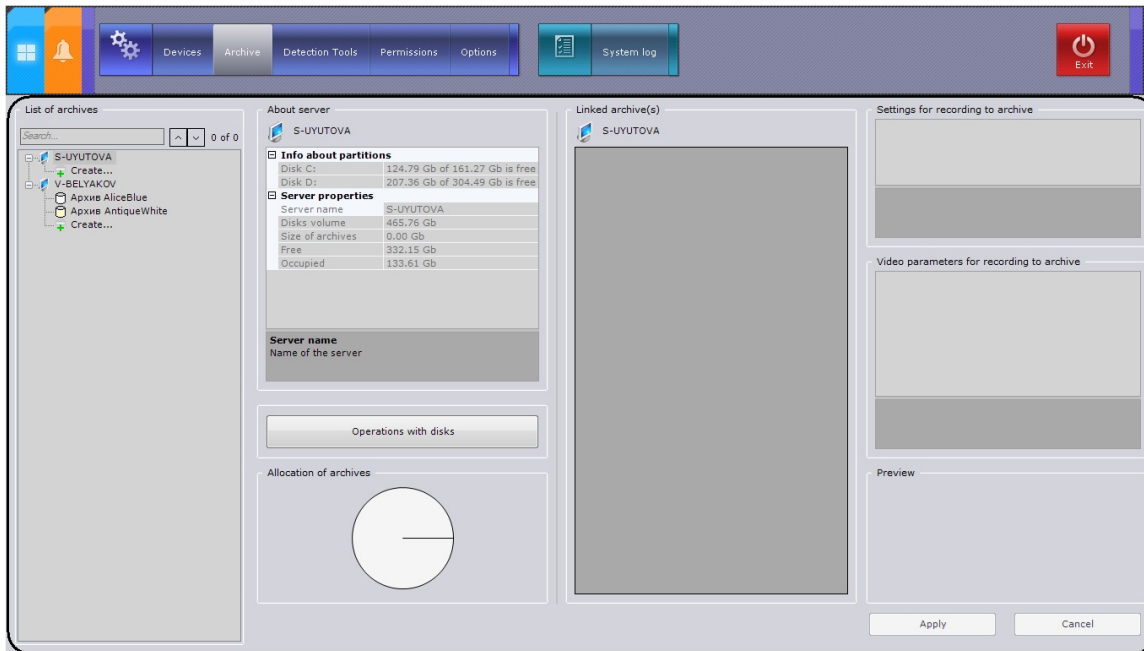 Devices
Archive
Detection Tools
Permissions
Options
System log
Exit
List of archives
Search...
0 of 0
S-UYUTOVA
Create...
V-BELYAKOV
Архив AliceBlue
Архив AntiqueWhite
Create...
About server
S-UYUTOVA
Info about partitions
Disk C: 124.79 Gb of 161.27 Gb is free
Disk D: 207.36 Gb of 304.49 Gb is free
Server properties
Server name S-UYUTOVA
Disks volume 465.76 Gb
Size of archives 0.00 Gb
Free 332.15 Gb
Occupied 133.61 Gb
Server name
Name of the server
Operations with disks
Allocation of archives
Linked archive(s)
S-UYUTOVA
Settings for recording to archive
Video parameters for recording to archive
Preview
Apply
Cancel